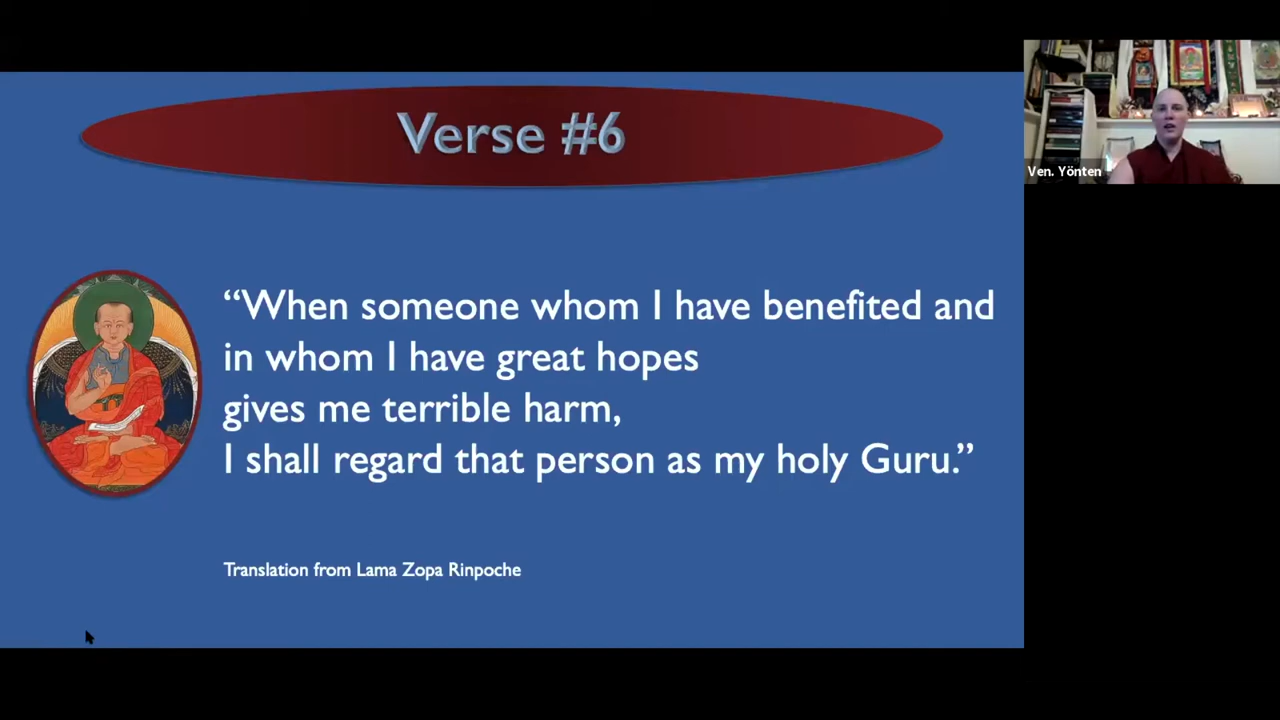 Verse #6
“When someone whom I have benefited and
in whom I have great hopes
gives me terrible harm,
I shall regard that person as my holy Guru.”
Translation from Lama Zopa Rinpoche
Ven. Yönten